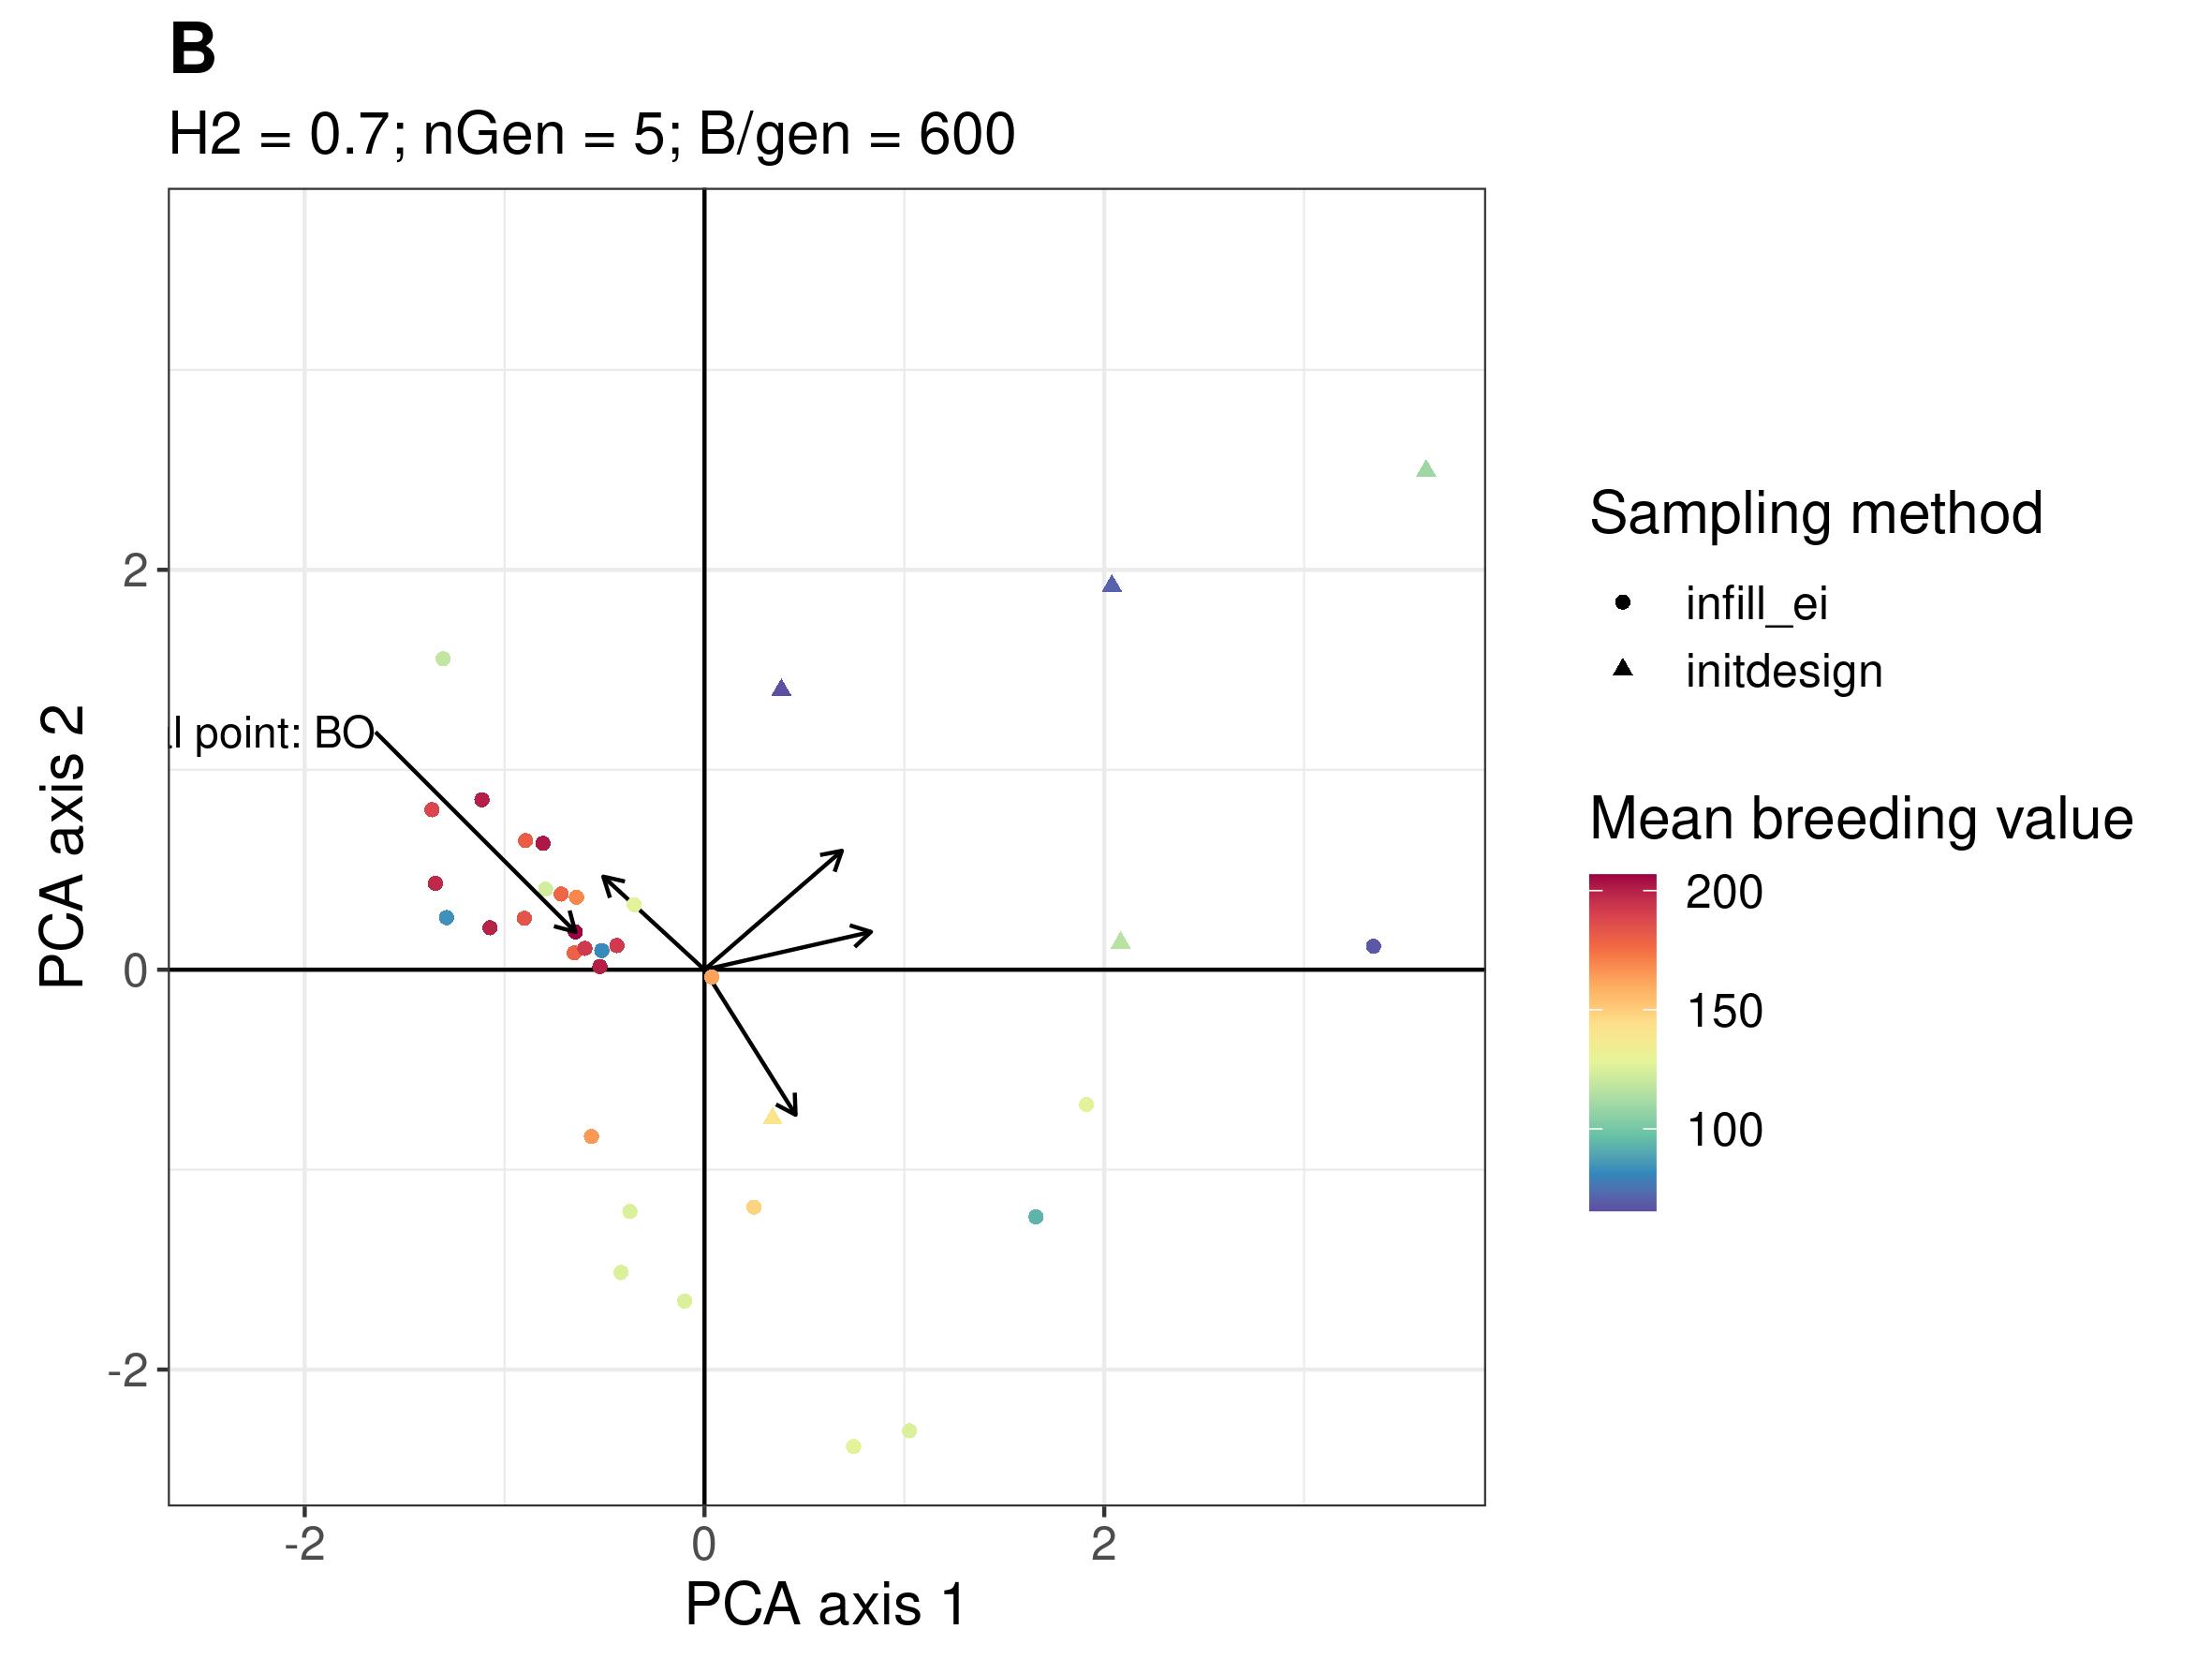 B
H2 = 0.7; nGen = 5; B/gen = 600
PCA axis 2
2
0
-2
point: BO
-2
0
2
PCA axis 1
Sampling method
infill_ei
initdesign
Mean breeding value
200
150
100